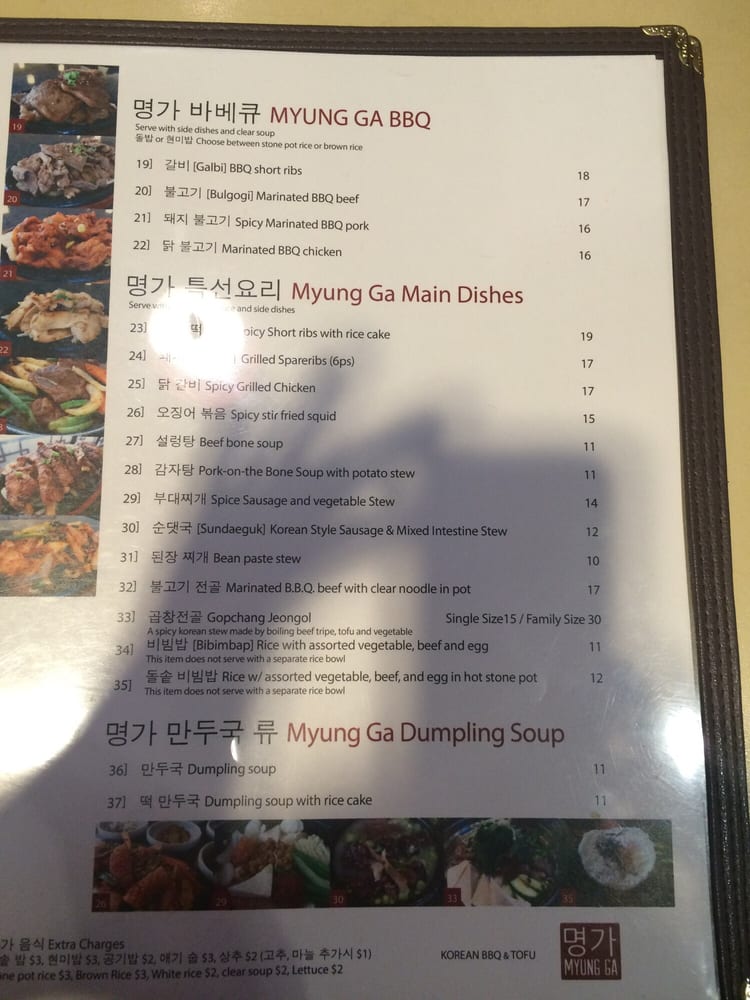 명가 바베큐 MYUNG GA BBQ
Serve with side dishes and clear soup
돌밥 or 현미밥 Choose between stone pot rice or brown rice
19] 갈비 [Galbi] BBQ short ribs 18
20] 불고기 [Bulgogi] Marinated BBQ beef 17
21] 돼지 불고기 Spicy Marinated BBQ pork 16
22] 닭 불고기 Marinated BBQ chicken 16
명가 특선요리 Myung Ga Main Dishes
Serve and side dishes
23] Short ribs with rice cake 19
24] Grilled Spareribs (6ps) 17
25] 닭 갈비 Spicy Grilled Chicken 17
26] 오징어 볶음 Spicy stir fried squid 15
27] 설렁탕 Beef bone soup 11
28] 감자탕 Pork-on-the Bone Soup with potato stew 11
29] 부대찌개 Spice Sausage and vegetable Stew 14
30] 순댓국 [Sundaeguk] Korean Style Sausage & Mixed Intestine Stew 12
31] 된장 찌개 Bean paste stew 10
32] 불고기 전골 Marinated B.B.Q. beef with clear noodle in pot 17
33] 곱창전골 Gopchang Jeongol Single Size15 / Family Size 30
A spicy korean stew made by boiling beef tripe, tofu and vegetable
34] 비빔밥 [Bibimbap] Rice with assorted vegetable, beef and egg 11
This item does not serve with a separate rice bowl
35] 돌솥 비빔밥 Rice w/ assorted vegetable, beef, and egg in hot stone pot 12
This item does not serve with a separate rice bowl
명가 만두국 류 Myung Ga Dumpling Soup
36] 만두국 Dumpling soup 11
37] 떡 만두국 Dumpling soup with rice cake 11
19
20
21
22
26
29
30
33
35
음식 Extra Charges
밥 $3, 현미밥 $3, 공기밥 $2, 애기 솥 $3, 상추 $2 (고추, 마늘 추가시 $1)
pot rice $3, Brown Rice $3, White rice $2, clear soup $2, Lettuce $2
KOREAN BBQ & TOFU
명가
MYUNG GA